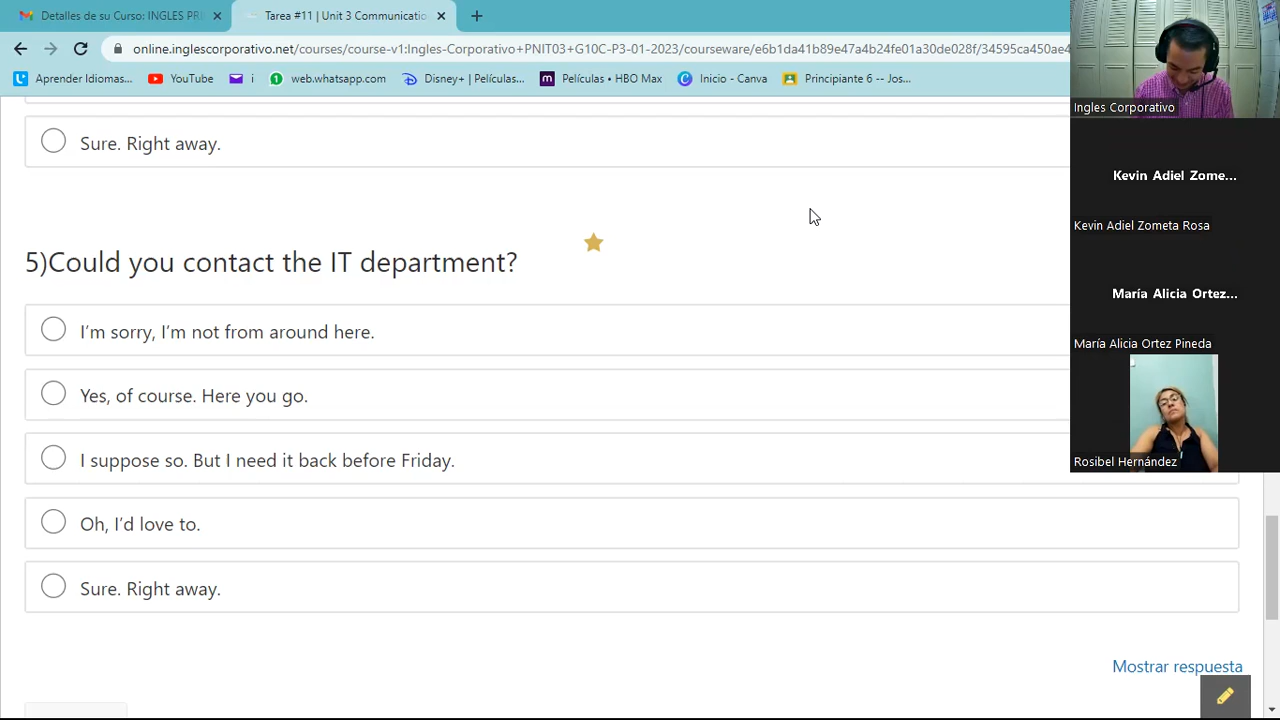 Detalles de su Curso: INGLES PRI
Tarea #11 | Unit 3 Communicatio
online.inglescorporativo.net/courses/course-v1:Ingles-Corporativo+PNIT03+G10C-P3-01-2023/courseware/e6b1da41b89e47a4b24fe01a30de028f/34595ca450ae4
Aprender Idiomas...
YouTube
i
web.whatsapp.com
Disney+ | Películas,...
Películas • HBO Max
Inicio - Canva
Principiante 6 -- Jos...
Ingles Corporativo
Sure. Right away.
Kevin Adiel Zome...
Kevin Adiel Zometa Rosa
5)Could you contact the IT department?
María Alicia Ortez...
I’m sorry, I’m not from around here.
María Alicia Ortez Pineda
Yes, of course. Here you go.
I suppose so. But I need it back before Friday.
Rosibel Hernández
Oh, I’d love to.
Sure. Right away.
Mostrar respuesta